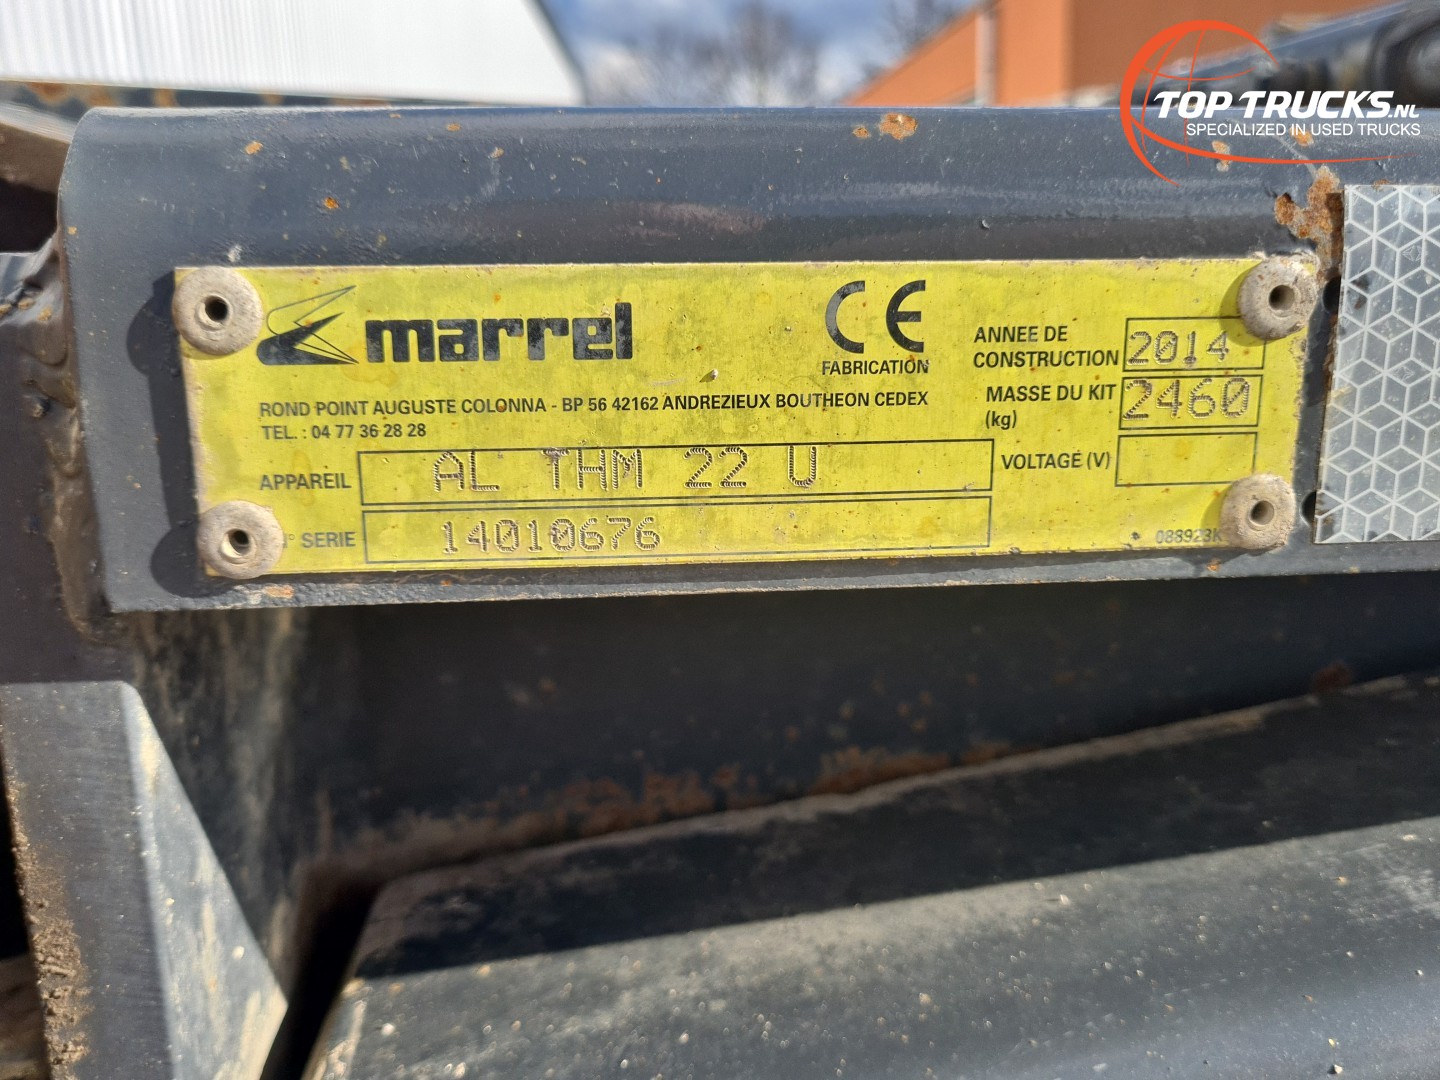 TOP TRUCKS.NL
SPECIALIZED IN USED TRUCKS
marrel
CE
FABRICATION
ANNEE DE
CONSTRUCTION
2014
MASSE DU KIT
(kg)
2460
VOLTAGE (V)
ROND POINT AUGUSTE COLONNA - BP 56 42162 ANDREZIEUX BOUTHEON CEDEX
TEL. : 04 77 36 28 28
APPAREIL AL THM 22 U
N° SERIE 14010676
088923K